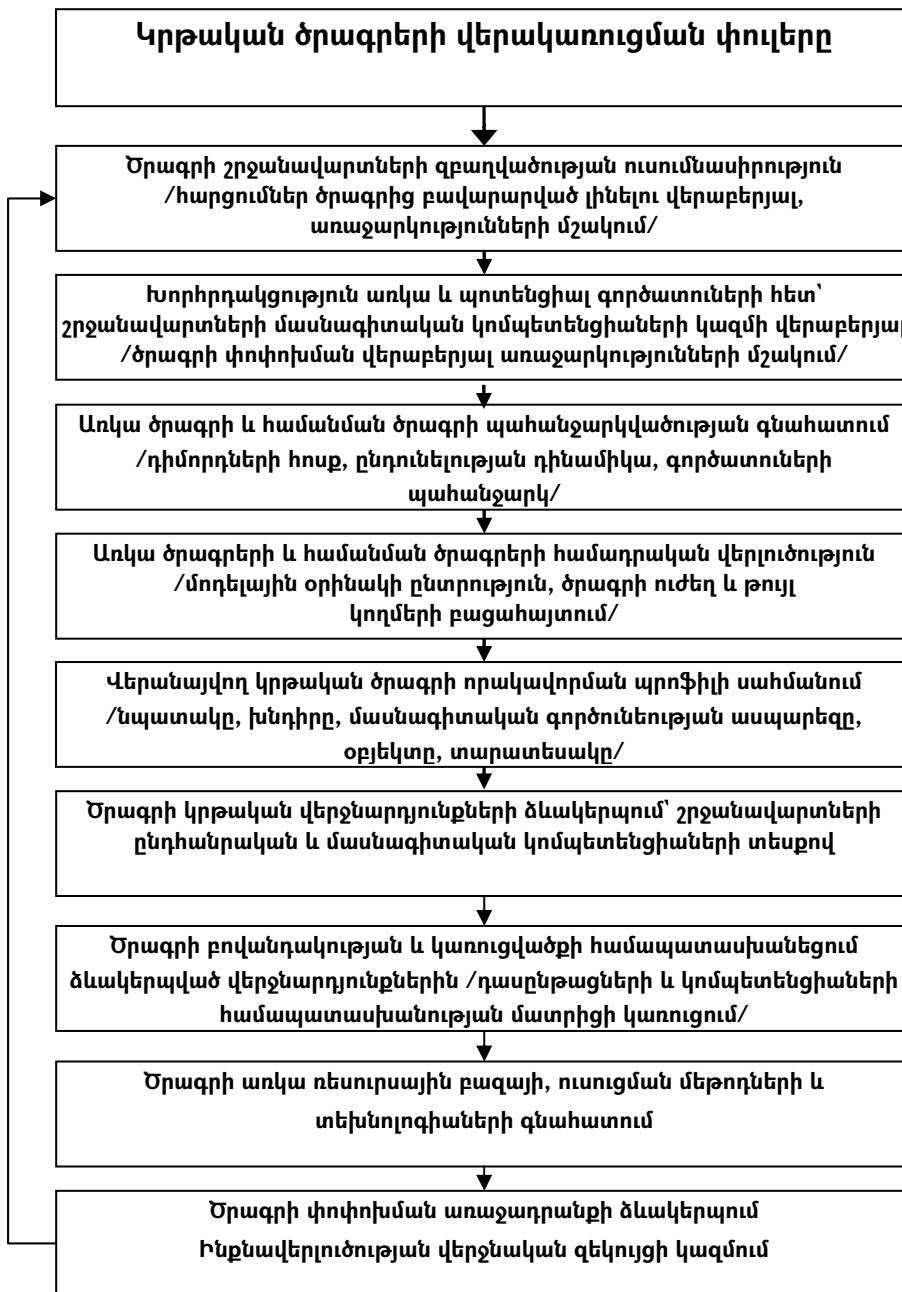 Կրթական ծրագրերի վերակառուցման փուլերը
Ծրագրի շրջանավարտների զբաղվածության ուսումնասիրություն
/հարցումներ ծրագրից բավարարված լինելու վերաբերյալ,
առաջարկությունների մշակում/
Խորհրդակցություն առկա և պոտենցիալ գործատուների հետ՝
շրջանավարտների մասնագիտական կոմպետենցիաների կազմի վերաբերյալ
/ծրագրի փոփոխման վերաբերյալ առաջարկությունների մշակում/
Առկա ծրագրի և համանման ծրագրի պահանջարկվածության գնահատում
/դիմորդների հոսք, ընդունելության դինամիկա, գործատուների
պահանջարկ/
Առկա ծրագրերի և համանման ծրագրերի համադրական վերլուծություն
/մոդելային օրինակի ընտրություն, ծրագրի ուժեղ և թույլ
կողմերի բացահայտում/
Վերանայվող կրթական ծրագրի որակավորման պրոֆիլի սահմանում
/նպատակը, խնդիրը, մասնագիտական գործունեության ասպարեզը,
օբյեկտը, տարատեսակը/
Ծրագրի կրթական վերջնարդյունքների ձևակերպում՝ շրջանավարտների
ընդհանրական և մասնագիտական կոմպետենցիաների տեսքով
Ծրագրի բովանդակության և կառուցվածքի համապատասխանեցում
ձևակերպված վերջնարդյունքներին /դասընթացների և կոմպետենցիաների
համապատասխանության մատրիցի կառուցում/
Ծրագրի առկա ռեսուրսային բազայի, ուսուցման մեթոդների և
տեխնոլոգիաների գնահատում
Ծրագրի փոփոխման առաջադրանքի ձևակերպում
Ինքնավերլուծության վերջնական զեկույցի կազմում